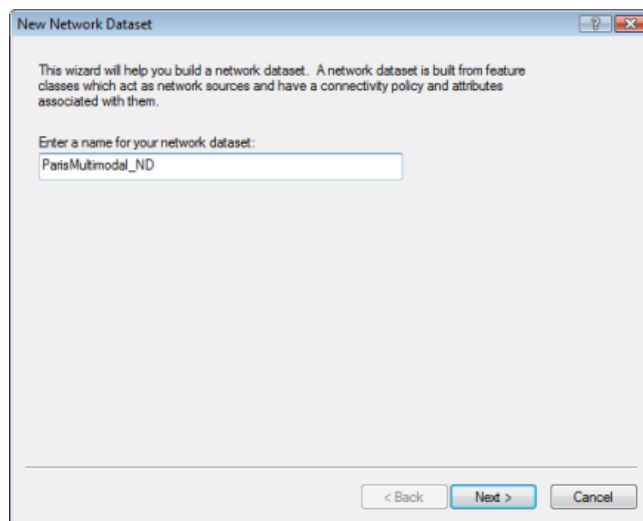 New Network Dataset
This wizard will help you build a network dataset. A network dataset is built from feature
classes which act as network sources and have a connectivity policy and attributes
associated with them.
Enter a name for your network dataset:
ParisMultimodal_ND
< Back Next > Cancel